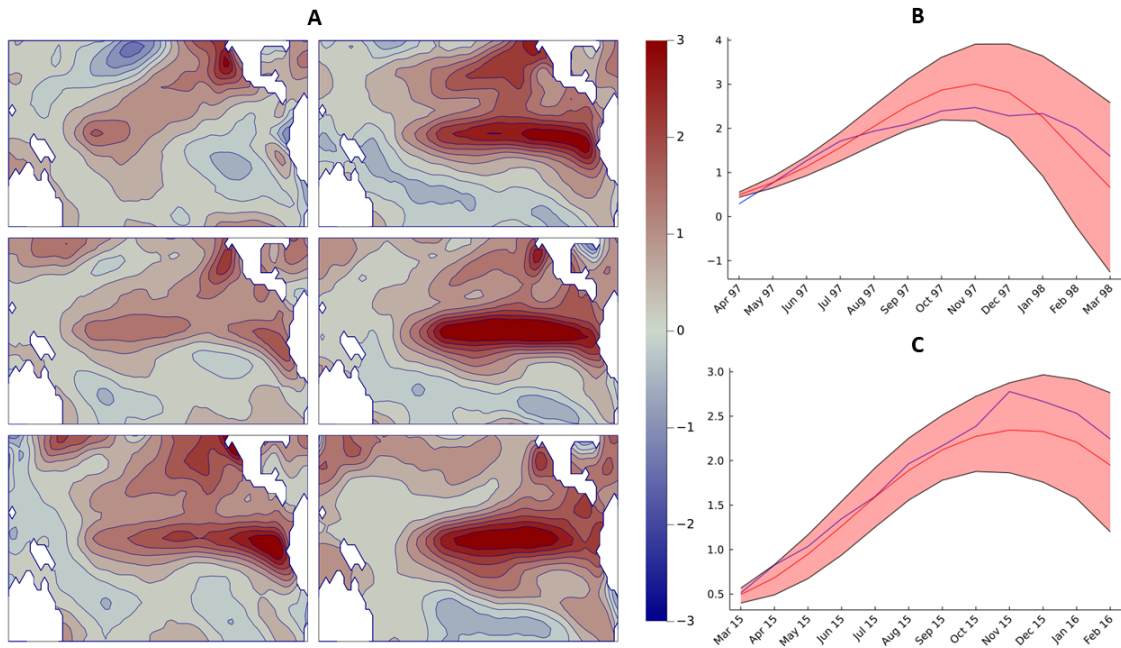 A
3
2
1
0
−1
−2
−3
B
4
3
2
1
0
−1
Apr 97
May 97
Jun 97
Jul 97
Aug 97
Sep 97
Oct 97
Nov 97
Dec 97
Jan 98
Feb 98
Mar 98
C
3.0
2.5
2.0
1.5
1.0
0.5
Mar 15
Apr 15
May 15
Jun 15
Jul 15
Aug 15
Sep 15
Oct 15
Nov 15
Dec 15
Jan 16
Feb 16